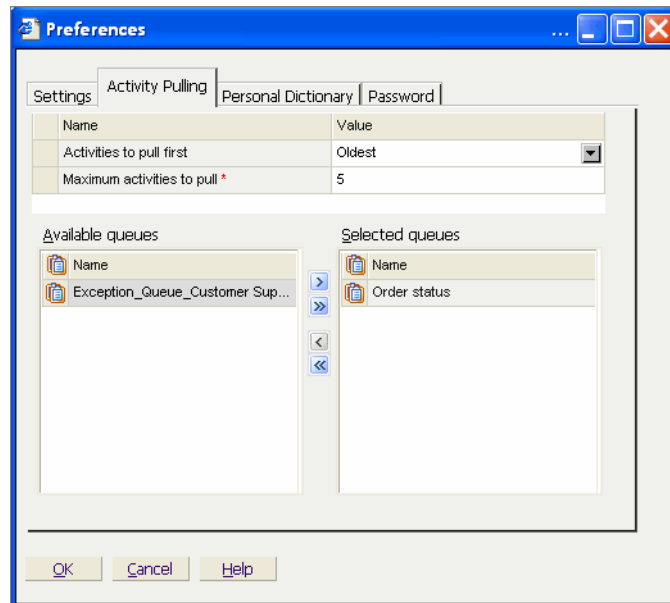 Preferences ...
Settings Activity Pulling Personal Dictionary Password
Name Value
Activities to pull first Oldest
Maximum activities to pull * 5
Available queues Selected queues
Name Name
Exception_Queue_Customer Sup... Order status
> 
»
<
«
OK Cancel Help